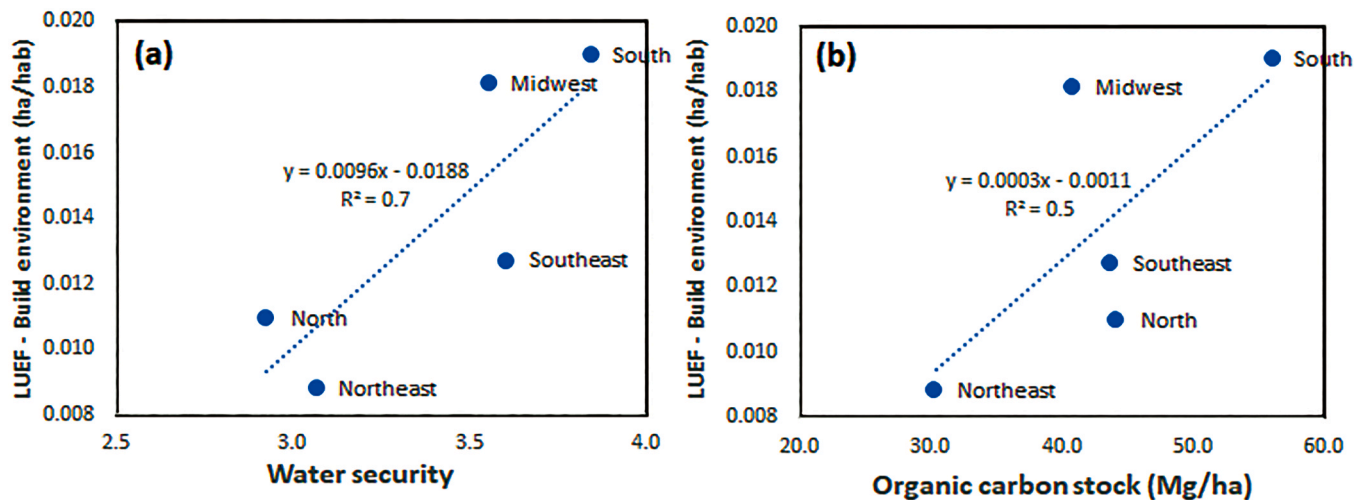 (a)
LUEF - Build environment (ha/hab)
0.020
0.018
0.016
0.014
0.012
0.010
0.008
South
Midwest
y = 0.0096x - 0.0188
R² = 0.7
Southeast
North
Northeast
2.5 3.0 3.5 4.0
Water security
(b)
LUEF - Build environment (ha/hab)
0.020
0.018
0.016
0.014
0.012
0.010
0.008
South
Midwest
y = 0.0003x - 0.0011
R² = 0.5
Southeast
North
Northeast
20.0 30.0 40.0 50.0 60.0
Organic carbon stock (Mg/ha)